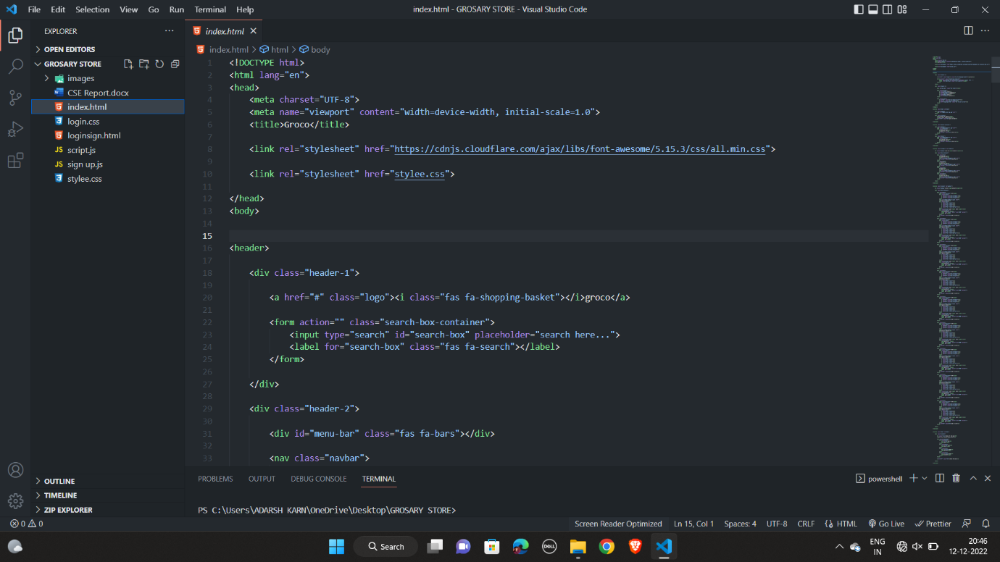 File Edit Selection View Go Run Terminal Help
index.html - GROSARY STORE - Visual Studio Code
EXPLORER
OPEN EDITORS
GROSARY STORE
images
CSE Report.docx
index.html
login.css
loginsign.html
JS script.js
JS sign up.js
stylee.css
OUTLINE
TIMELINE
ZIP EXPLORER
index.html
index.html > html > body
1 <!DOCTYPE html>
2 <html lang="en">
3 <head>
4 <meta charset="UTF-8">
5 <meta name="viewport" content="width=device-width, initial-scale=1.0">
6 <title>Groco</title>
7
8 <link rel="stylesheet" href="https://cdnjs.cloudflare.com/ajax/libs/font-awesome/5.15.3/css/all.min.css">
9
10 <link rel="stylesheet" href="stylee.css">
11
12 </head>
13 <body>
14
15
16 <header>
17
18 <div class="header-1">
19
20 <a href="#" class="logo"><i class="fas fa-shopping-basket"></i>groco</a>
21
22 <form action="" class="search-box-container">
23 <input type="search" id="search-box" placeholder="search here...">
24 <label for="search-box" class="fas fa-search"></label>
25 </form>
26
27 </div>
28
29 <div class="header-2">
30
31 <div id="menu-bar" class="fas fa-bars"></div>
32
33 <nav class="navbar">
PROBLEMS OUTPUT DEBUG CONSOLE TERMINAL
powershell
PS C:\Users\ADARSH KARN\OneDrive\Desktop\GROSARY STORE>
0 0
Screen Reader Optimized Ln 15, Col 1 Spaces: 4 UTF-8 CRLF HTML Go Live Prettier
Search
DELL
ENG
IN
20:46
12-12-2022